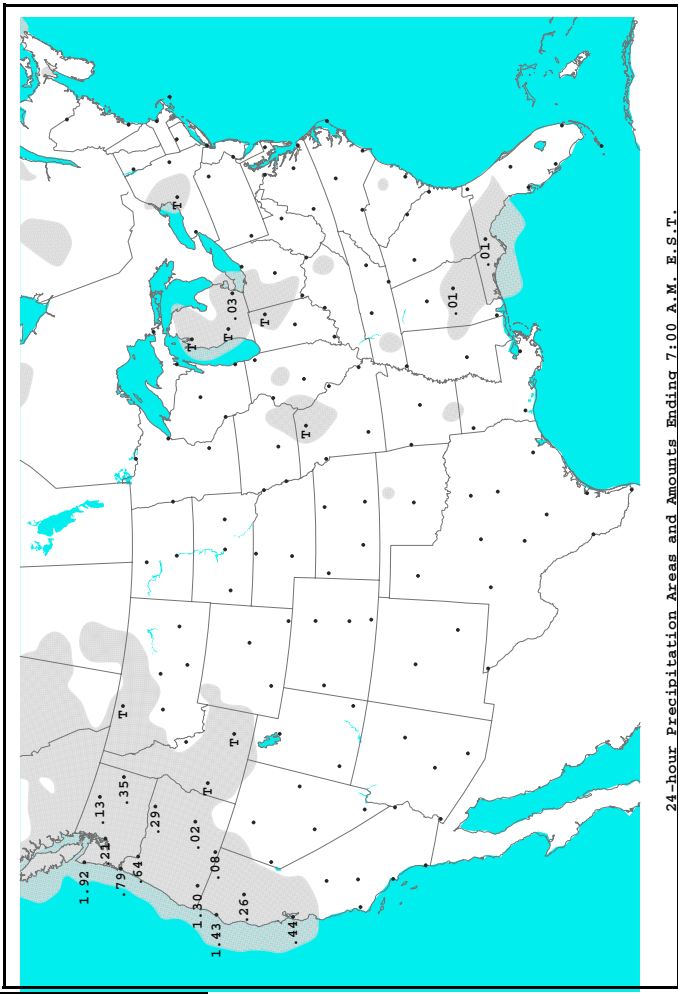 1.92
.13
.21
.79
.35
T
.64
.29
T
T
.02
1.30
T
.08
1.43
T
.03
T
.26
T
.44
T
.01
.01
24-hour Precipitation Areas and Amounts Ending 7:00 A.M. E.S.T.